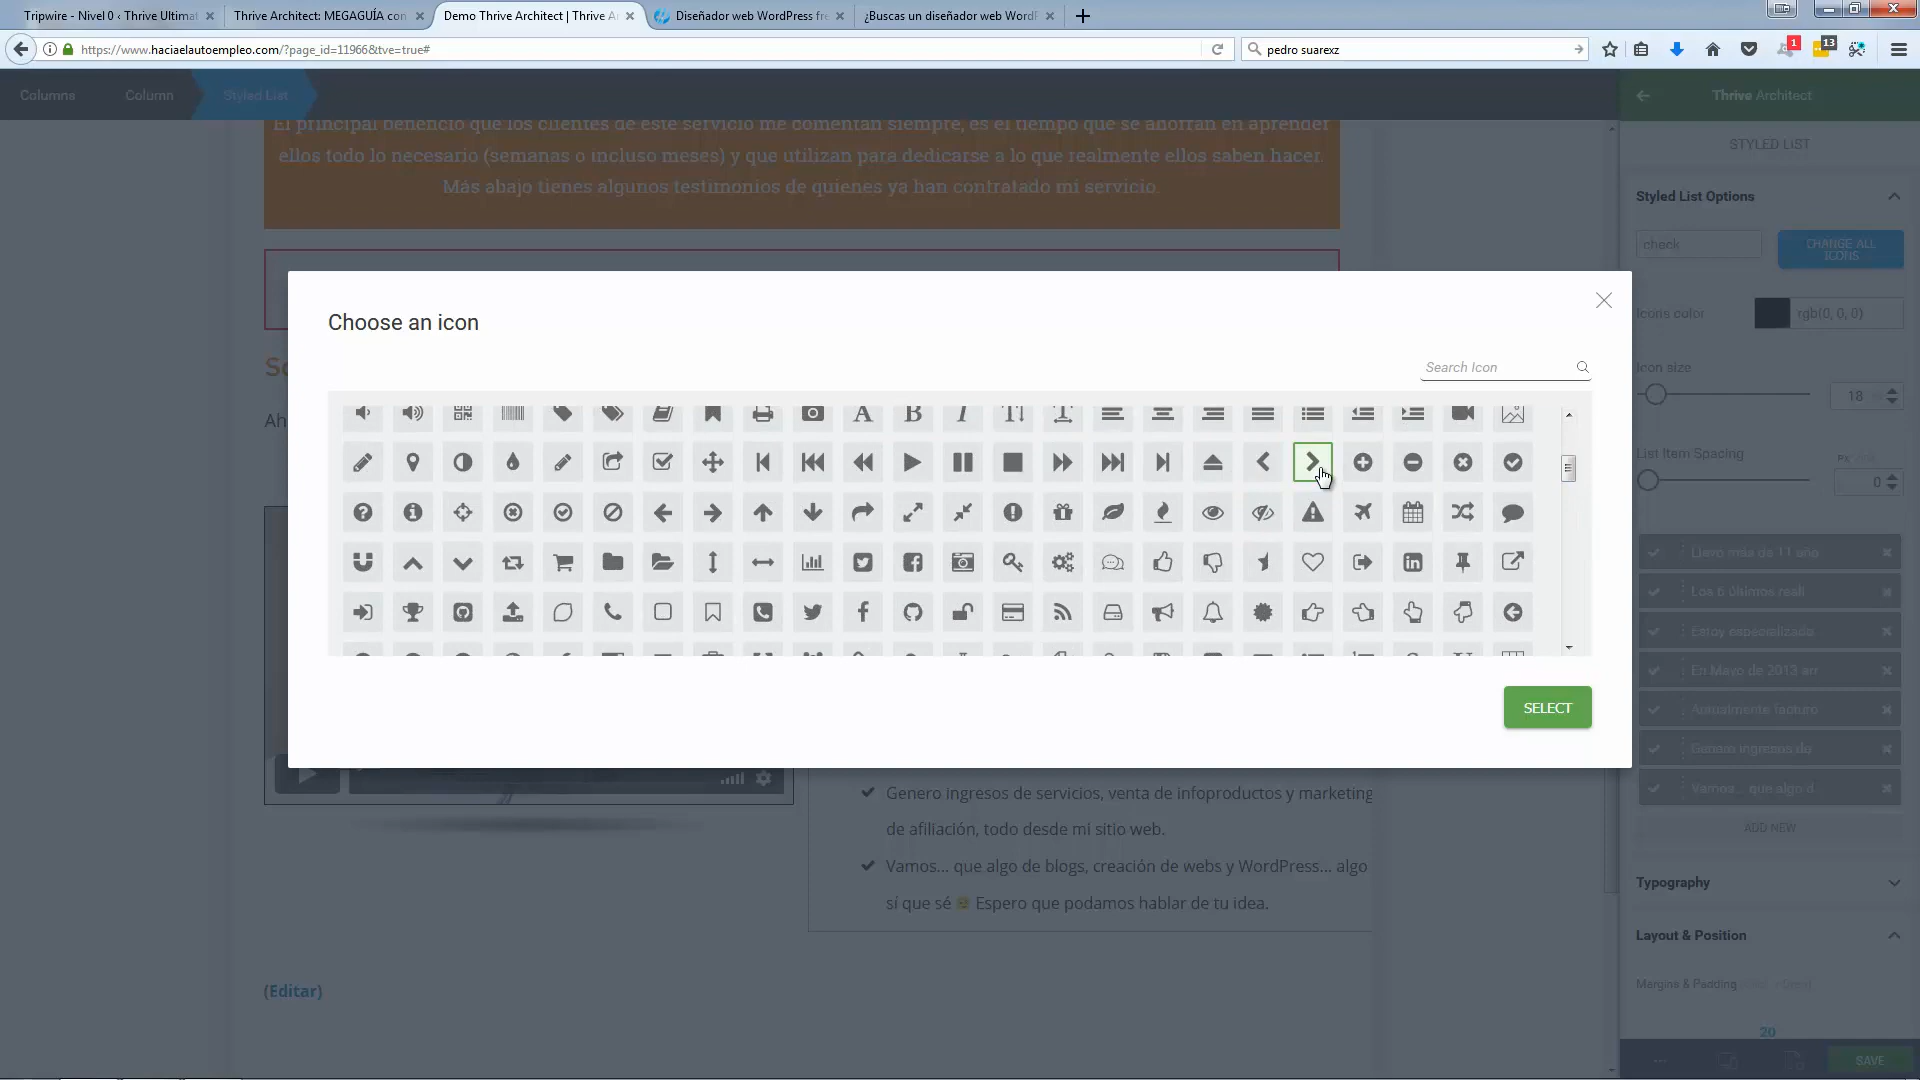 Tripwire - Nivel 0 ‹ Thrive Ultimat
Thrive Architect: MEGAGUÍA con
Demo Thrive Architect | Thrive Ar
Diseñador web WordPress fre
¿Buscas un diseñador web WordP
https://www.haciaelautoempleo.com/?page_id=11966&tve=true#
pedro suarexz
1
13
Columns
Column
Styled List
Thrive Architect
El principal beneficio que los clientes de este servicio me comentan siempre, es el tiempo que se ahorran en aprender
ellos todo lo necesario (semanas o incluso meses) y que utilizan para dedicarse a lo que realmente ellos saben hacer.
Más abajo tienes algunos testimonios de quienes ya han contratado mi servicio.
STYLED LIST
Styled List Options
check
CHANGE ALL
ICONS
Icons color
rgb(0, 0, 0)
Icon size
18
List Item Spacing
0
Choose an icon
Search Icon
SELECT
So
Ah
Llevo más de 11 año
Los 6 últimos reali
Estoy especializado
En Mayo de 2013 arr
Actualmente facturo
Genero ingresos de
Vamos... que algo d
ADD NEW
Genero ingresos de servicios, venta de infoproductos y marketing
de afiliación, todo desde mi sitio web.
Vamos... que algo de blogs, creación de webs y WordPress... algo
sí que sé Espero que podamos hablar de tu idea.
(Editar)
Typography
Layout & Position
Margins & Padding
20
SAVE